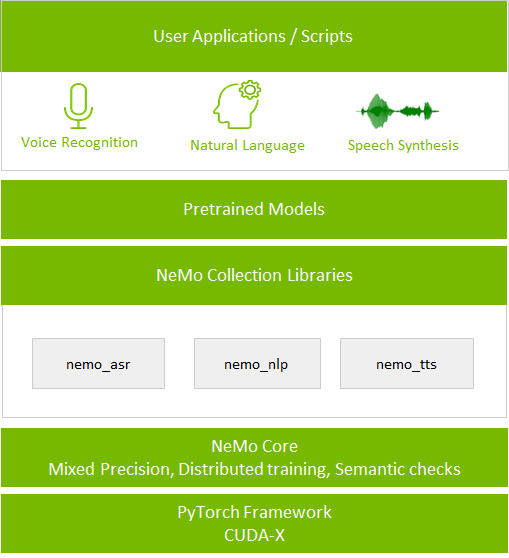 User Applications / Scripts
Voice Recognition
Natural Language
Speech Synthesis
Pretrained Models
NeMo Collection Libraries
nemo_asr
nemo_nlp
nemo_tts
NeMo Core
Mixed Precision, Distributed training, Semantic checks
PyTorch Framework
CUDA-X